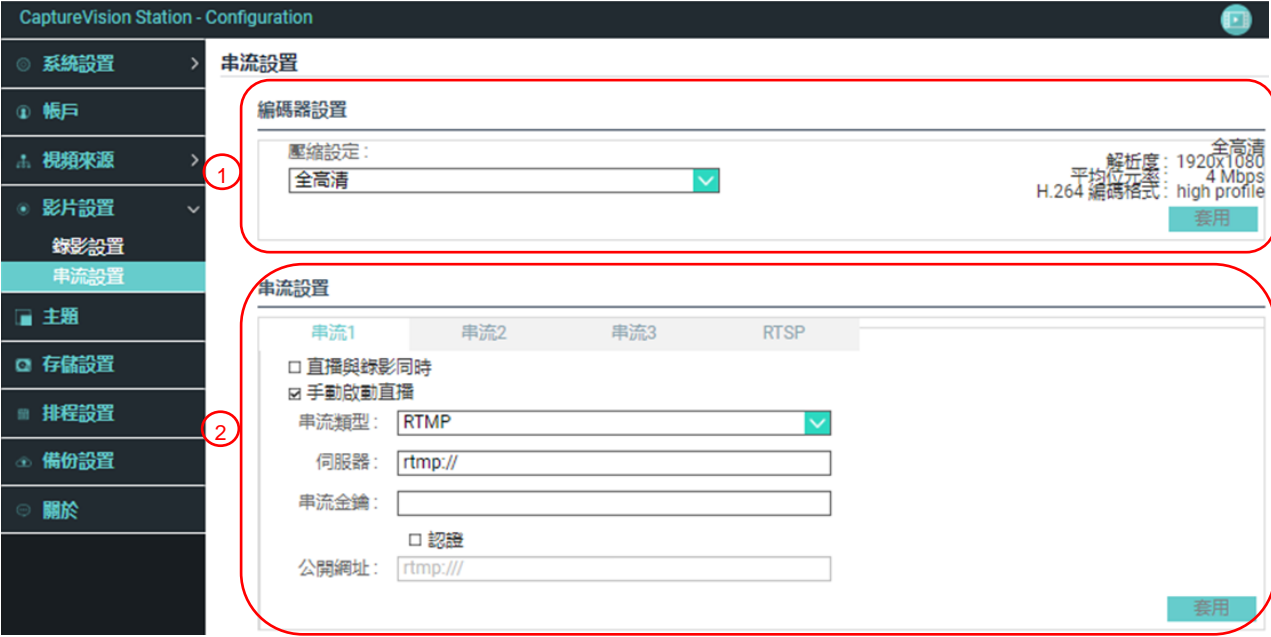 CaptureVision Station - Configuration
系統設置
帳戶
視頻來源
影片設置
錄影設置
串流設置
主題
存儲設置
排程設置
備份設置
關於
串流設置
1
編碼器設置
壓縮設定 :
全高清
全高清
解析度 : 1920x1080
平均位元率 : 4 Mbps
H.264 編碼格式 : high profile
套用
2
串流設置
串流1 串流2 串流3 RTSP
直播與錄影同時
手動啟動直播
串流類型 : RTMP
伺服器 : rtmp://
串流金鑰 :
認證
公開網址 : rtmp:///
套用